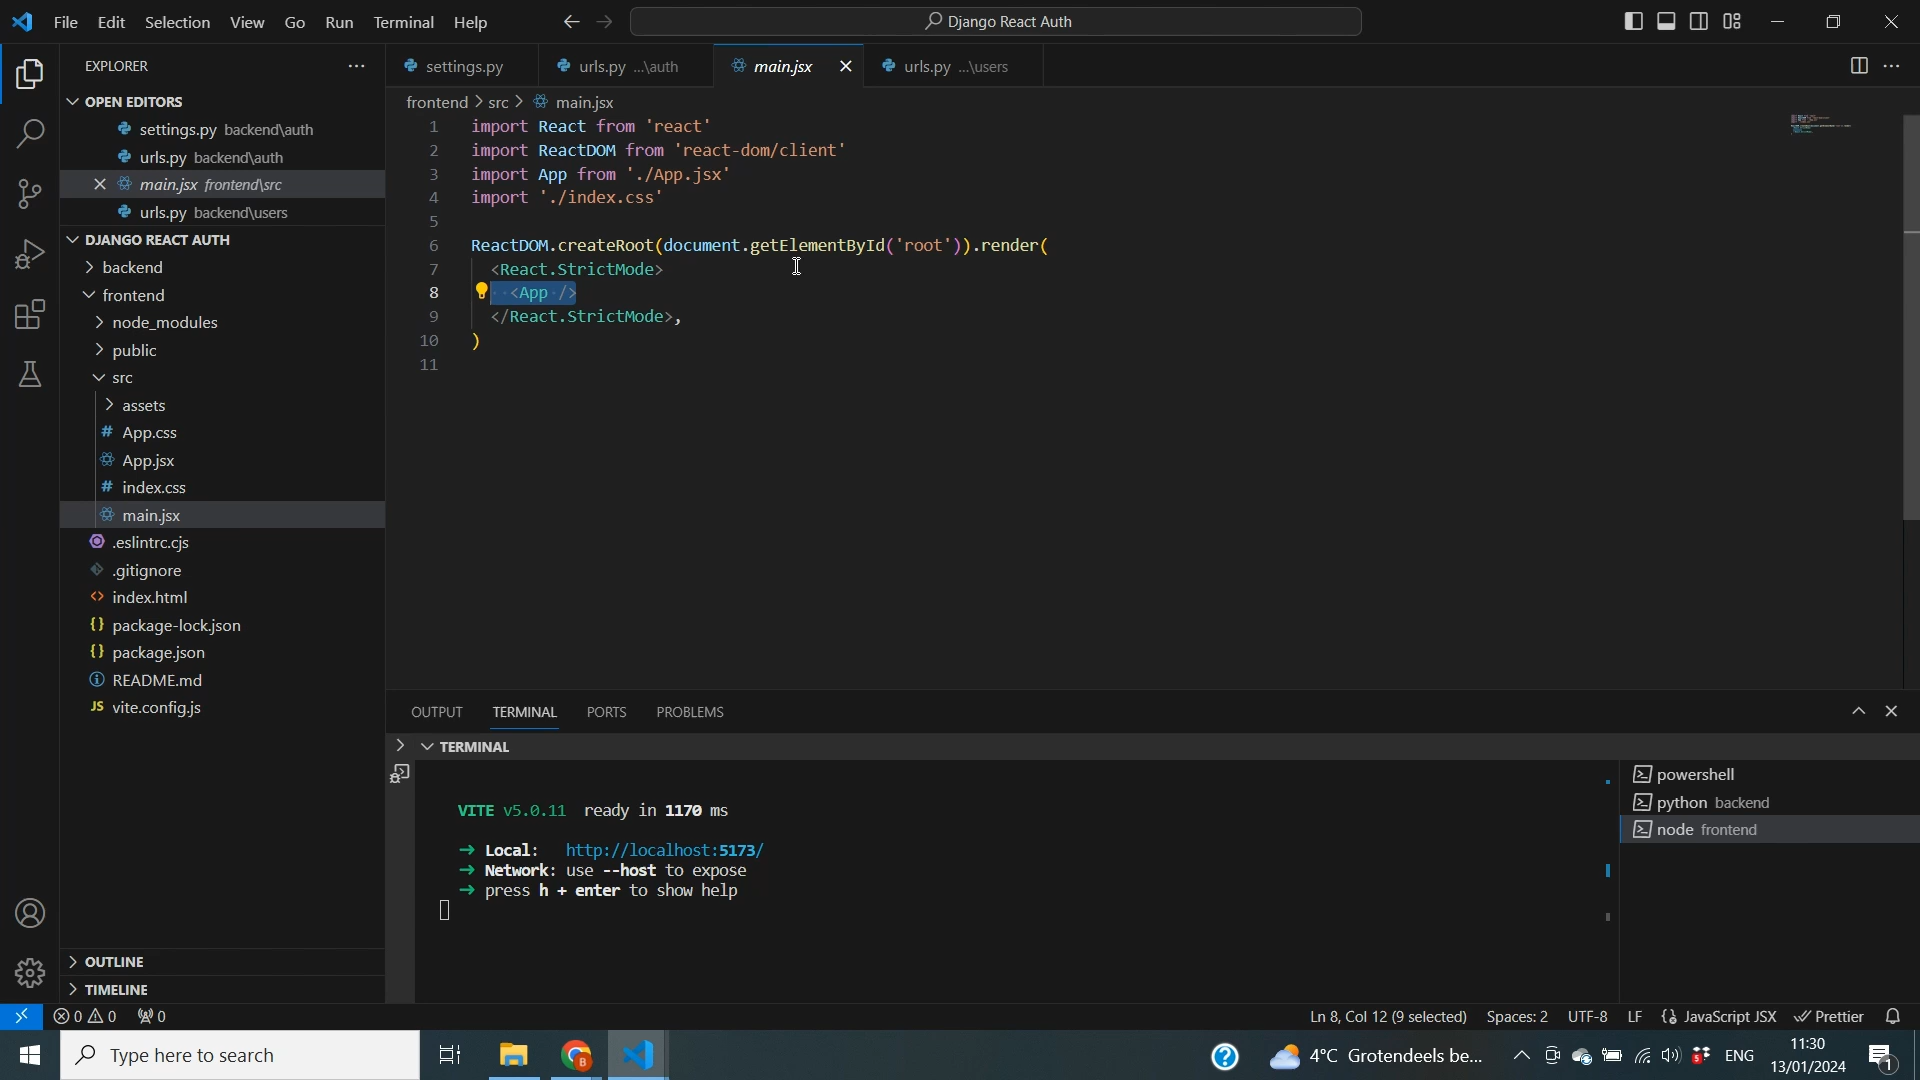 File Edit Selection View Go Run Terminal Help
Django React Auth
EXPLORER
OPEN EDITORS
settings.py backend\auth
urls.py backend\auth
main.jsx frontend\src
urls.py backend\users
DJANGO REACT AUTH
backend
frontend
node_modules
public
src
assets
# App.css
App.jsx
# index.css
main.jsx
.eslintrc.cjs
.gitignore
<> index.html
{} package-lock.json
{} package.json
README.md
JS vite.config.js
OUTLINE
TIMELINE
settings.py urls.py ...\auth main.jsx urls.py ...\users
frontend > src > main.jsx
1 import React from 'react'
2 import ReactDOM from 'react-dom/client'
3 import App from './App.jsx'
4 import './index.css'
5
6 ReactDOM.createRoot(document.getElementById('root')).render(
7 <React.StrictMode>
8 <App />
9 </React.StrictMode>,
10 )
11
OUTPUT TERMINAL PORTS PROBLEMS
TERMINAL
VITE v5.0.11 ready in 1170 ms
➜ Local: http://localhost:5173/
➜ Network: use --host to expose
➜ press h + enter to show help
powershell
python backend
node frontend
0 0 0 Ln 8, Col 12 (9 selected) Spaces: 2 UTF-8 LF {} JavaScript JSX Prettier
Type here to search
4°C Grotendeels be...
5
ENG
11:30
13/01/2024
1